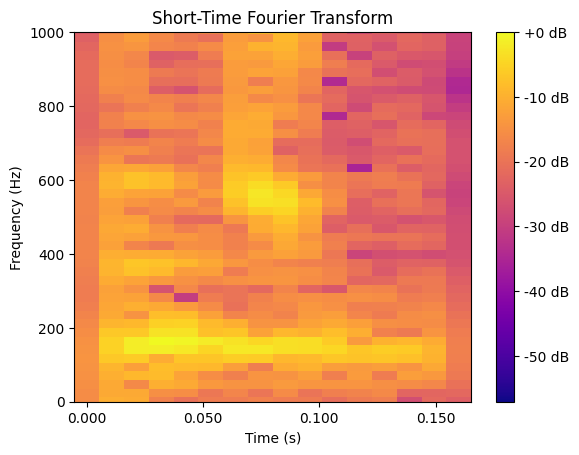 Short-Time Fourier Transform
1000
800
600
400
200
0
Frequency (Hz)
0.000
0.050
0.100
0.150
Time (s)
+0 dB
-10 dB
-20 dB
-30 dB
-40 dB
-50 dB